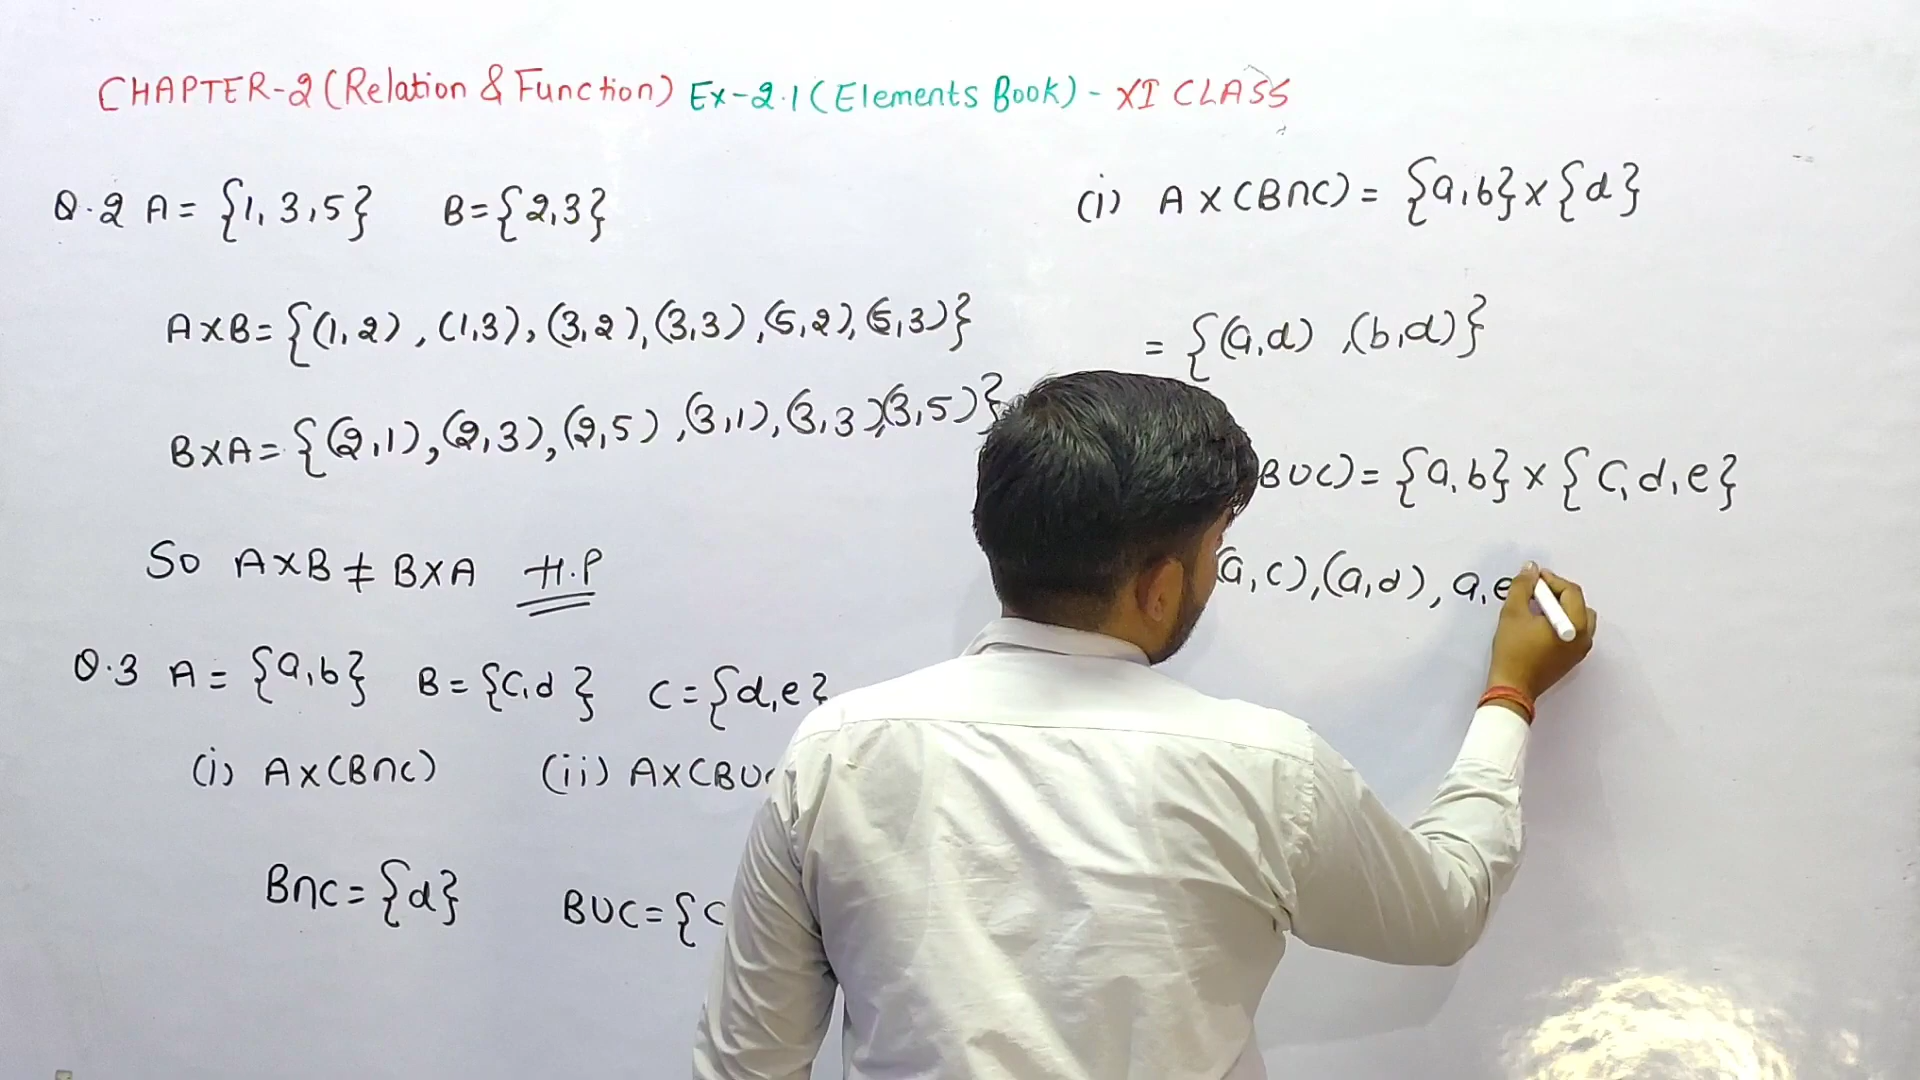 CHAPTER-2 (Relation & Function) Ex-2.1 (Elements Book) - XI CLASS
Q.2 A = {1, 3, 5} B = {2, 3}
A×B = {(1, 2), (1, 3), (3, 2), (3, 3), (5, 2), (5, 3)}
B×A = {(2, 1), (2, 3), (2, 5), (3, 1), (3, 3), (3, 5)}
So A×B ≠ B×A H.P
Q.3 A = {a, b} B = {c, d} C = {d, e}
(i) A×(B∩C) (ii) A×(B∪C
B∩C = {d} B∪C = {c
(i) A×(B∩C) = {a, b} × {d}
= {(a, d), (b, d)}
B∪C) = {a, b} × {c, d, e}
(a, c), (a, d), a, e